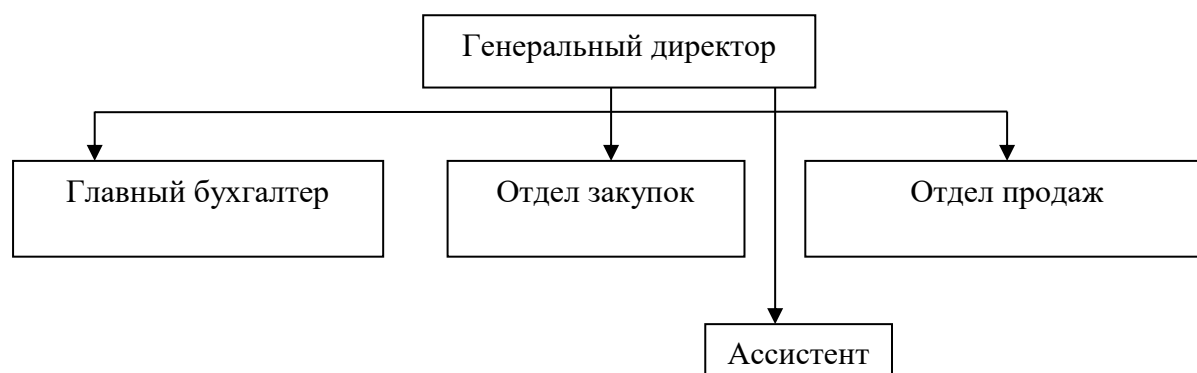 Генеральный директор
Главный бухгалтер
Отдел закупок
Отдел продаж
Ассистент